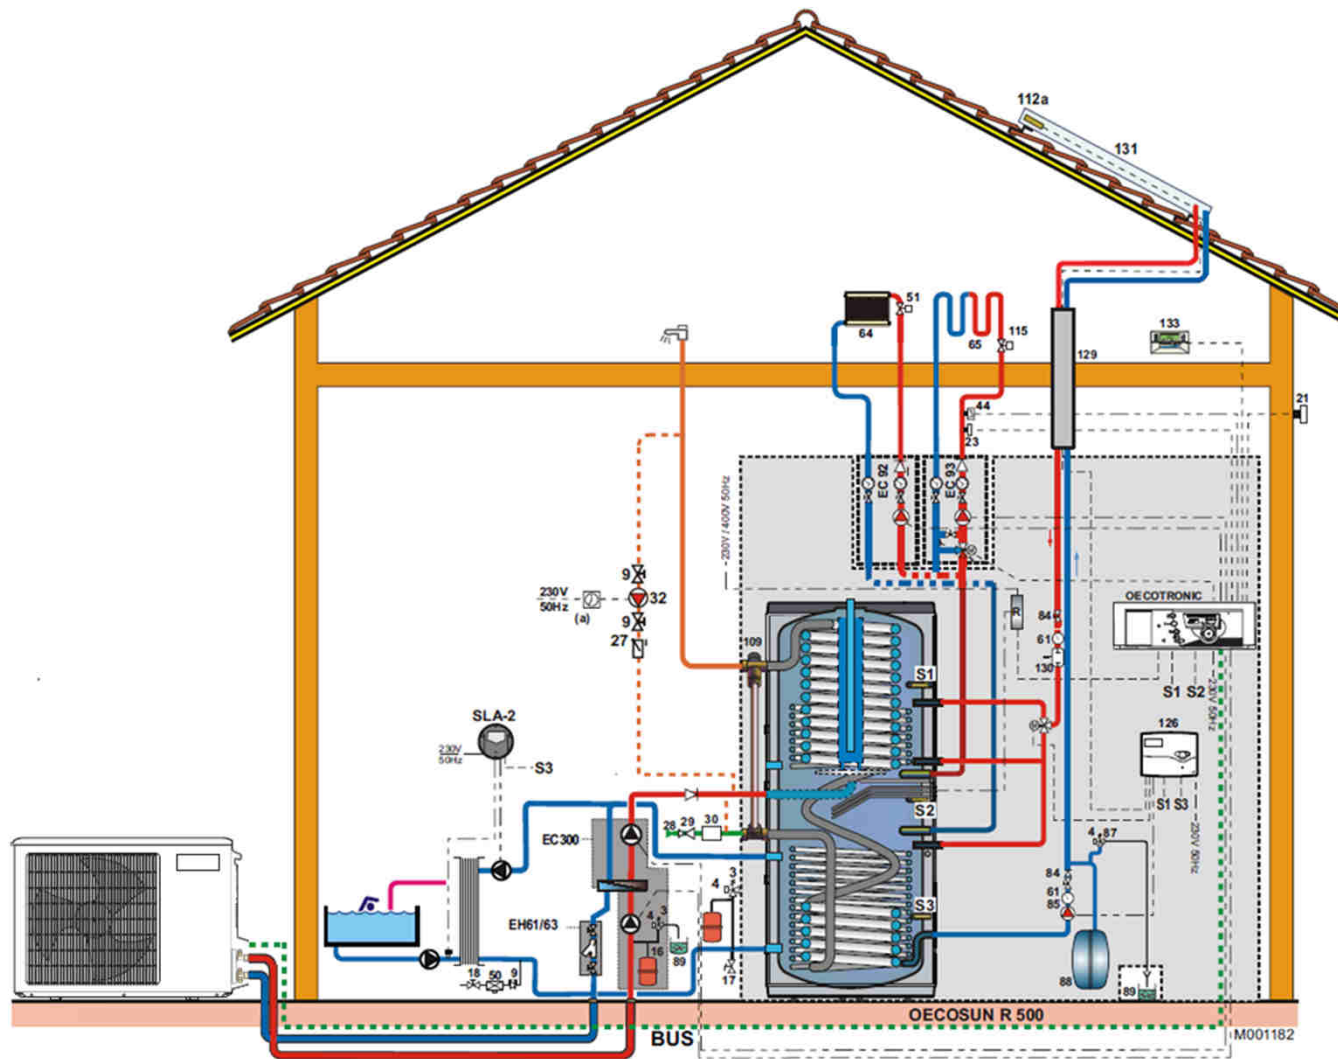 112a
131
51
64
65
115
129
133
21
44
23
EC 92
EC 93
230V / 400V 50Hz
9
230V
50Hz
32
(a)
9
27
109
R
84
61
130
OECOTRONIC
S1 S2
230V 50Hz
M
M
S1
SLA-2
230V
50Hz
S3
S2
126
S1 S3
230V 50Hz
28 29 30
EC300
3
4
4 87
84
61
85
S3
EH61/63
4 3
16
89
18 50 9
17
88
89
OECOSUN R 500
BUS
M001182